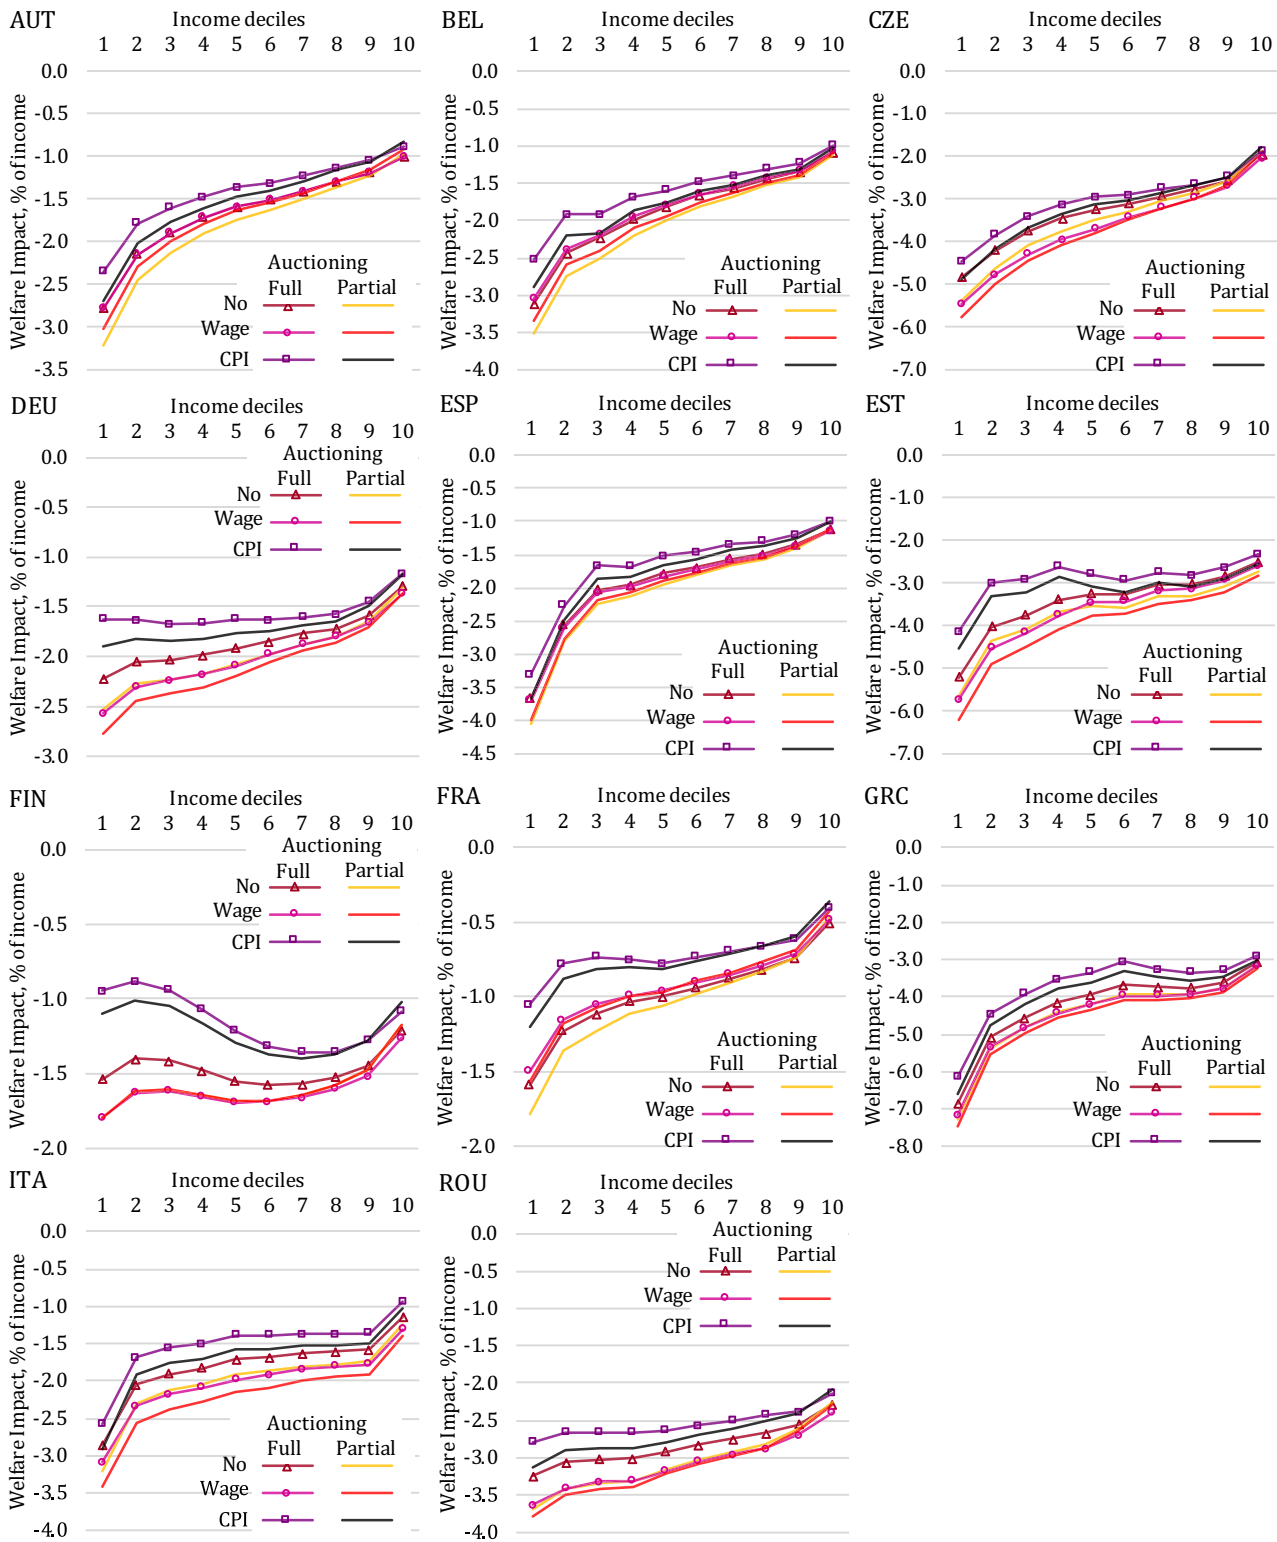 AUT
Income deciles
1 2 3 4 5 6 7 8 9 10
Welfare Impact, % of income
0.0
-0.5
-1.0
-1.5
-2.0
-2.5
-3.0
-3.5
Auctioning
Full Partial
No
Wage
CPI
BEL
Income deciles
1 2 3 4 5 6 7 8 9 10
Welfare Impact, % of income
0.0
-0.5
-1.0
-1.5
-2.0
-2.5
-3.0
-3.5
-4.0
Auctioning
Full Partial
No
Wage
CPI
CZE
Income deciles
1 2 3 4 5 6 7 8 9 10
Welfare Impact, % of income
0.0
-1.0
-2.0
-3.0
-4.0
-5.0
-6.0
-7.0
Auctioning
Full Partial
No
Wage
CPI
DEU
Income deciles
1 2 3 4 5 6 7 8 9 10
Welfare Impact, % of income
0.0
-0.5
-1.0
-1.5
-2.0
-2.5
-3.0
Auctioning
Full Partial
No
Wage
CPI
ESP
Income deciles
1 2 3 4 5 6 7 8 9 10
Welfare Impact, % of income
0.0
-0.5
-1.0
-1.5
-2.0
-2.5
-3.0
-3.5
-4.0
-4.5
Auctioning
Full Partial
No
Wage
CPI
EST
Income deciles
1 2 3 4 5 6 7 8 9 10
Welfare Impact, % of income
0.0
-1.0
-2.0
-3.0
-4.0
-5.0
-6.0
-7.0
Auctioning
Full Partial
No
Wage
CPI
FIN
Income deciles
1 2 3 4 5 6 7 8 9 10
Welfare Impact, % of income
0.0
-0.5
-1.0
-1.5
-2.0
Auctioning
Full Partial
No
Wage
CPI
FRA
Income deciles
1 2 3 4 5 6 7 8 9 10
Welfare Impact, % of income
0.0
-0.5
-1.0
-1.5
-2.0
Auctioning
Full Partial
No
Wage
CPI
GRC
Income deciles
1 2 3 4 5 6 7 8 9 10
Welfare Impact, % of income
0.0
-1.0
-2.0
-3.0
-4.0
-5.0
-6.0
-7.0
-8.0
Auctioning
Full Partial
No
Wage
CPI
ITA
Income deciles
1 2 3 4 5 6 7 8 9 10
Welfare Impact, % of income
0.0
-0.5
-1.0
-1.5
-2.0
-2.5
-3.0
-3.5
-4.0
Auctioning
Full Partial
No
Wage
CPI
ROU
Income deciles
1 2 3 4 5 6 7 8 9 10
Welfare Impact, % of income
0.0
-0.5
-1.0
-1.5
-2.0
-2.5
-3.0
-3.5
-4.0
Auctioning
Full Partial
No
Wage
CPI